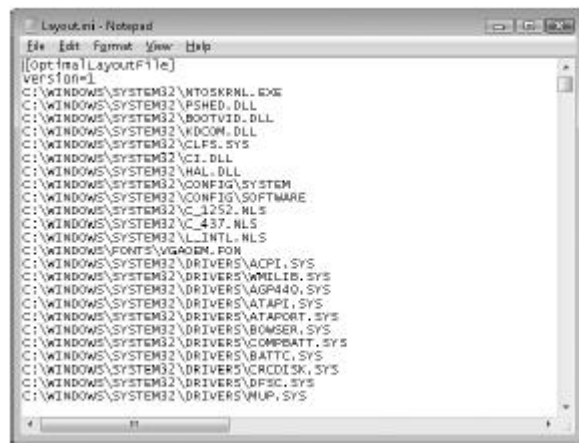 Layout.ini - Notepad
File Edit Format View Help
[OptimalLayoutFile]
Version=1
C:\WINDOWS\SYSTEM32\NTOSKRNL.EXE
C:\WINDOWS\SYSTEM32\PSHED.DLL
C:\WINDOWS\SYSTEM32\BOOTVID.DLL
C:\WINDOWS\SYSTEM32\KDCOM.DLL
C:\WINDOWS\SYSTEM32\CLFS.SYS
C:\WINDOWS\SYSTEM32\CI.DLL
C:\WINDOWS\SYSTEM32\HAL.DLL
C:\WINDOWS\SYSTEM32\CONFIG\SYSTEM
C:\WINDOWS\SYSTEM32\CONFIG\SOFTWARE
C:\WINDOWS\SYSTEM32\C_1252.NLS
C:\WINDOWS\SYSTEM32\C_437.NLS
C:\WINDOWS\SYSTEM32\L_INTL.NLS
C:\WINDOWS\FONTS\VGAOEM.FON
C:\WINDOWS\SYSTEM32\DRIVERS\ACPI.SYS
C:\WINDOWS\SYSTEM32\DRIVERS\WMILIB.SYS
C:\WINDOWS\SYSTEM32\DRIVERS\AGP440.SYS
C:\WINDOWS\SYSTEM32\DRIVERS\ATAPI.SYS
C:\WINDOWS\SYSTEM32\DRIVERS\ATAPORT.SYS
C:\WINDOWS\SYSTEM32\DRIVERS\BOWSER.SYS
C:\WINDOWS\SYSTEM32\DRIVERS\COMPBATT.SYS
C:\WINDOWS\SYSTEM32\DRIVERS\BATTC.SYS
C:\WINDOWS\SYSTEM32\DRIVERS\CRCDISK.SYS
C:\WINDOWS\SYSTEM32\DRIVERS\DFSC.SYS
C:\WINDOWS\SYSTEM32\DRIVERS\MUP.SYS